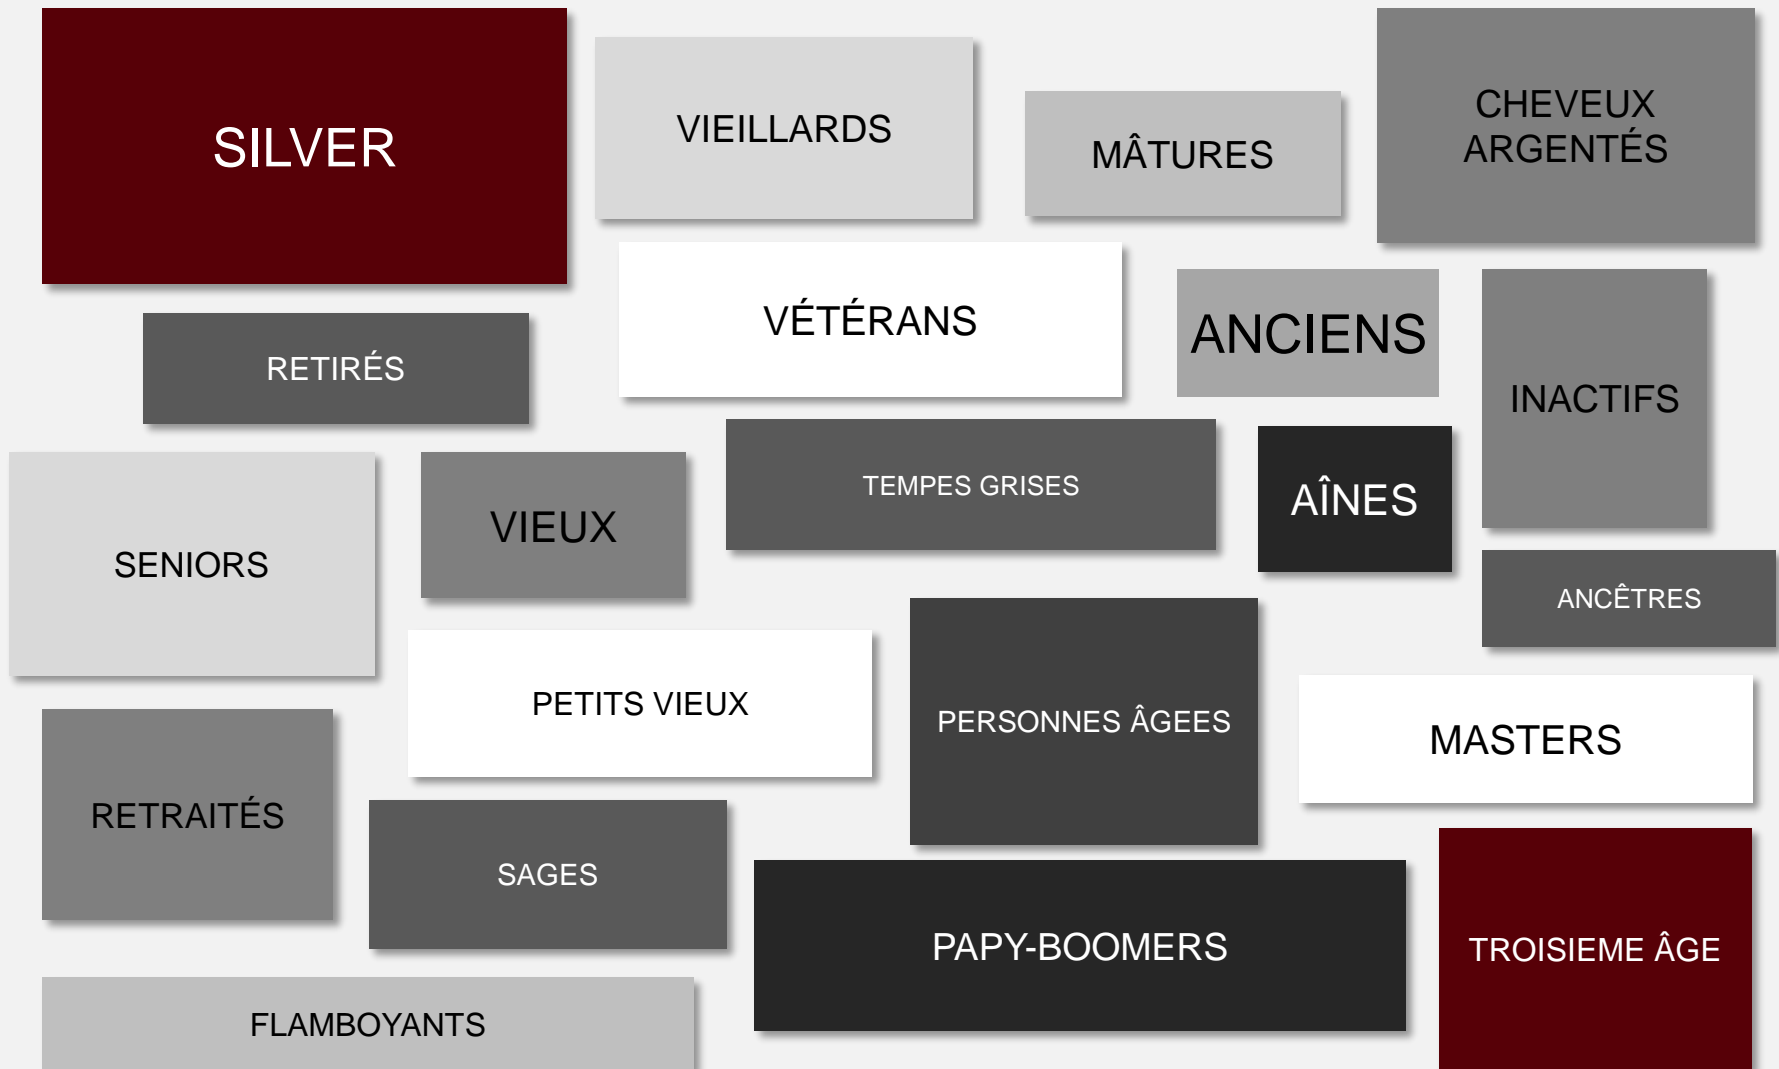 SILVER
VIEILLARDS
MÂTURES
CHEVEUX
ARGENTÉS
RETIRÉS
VÉTÉRANS
ANCIENS
INACTIFS
SENIORS
VIEUX
TEMPES GRISES
AÎNES
ANCÊTRES
PETITS VIEUX
PERSONNES ÂGEES
MASTERS
RETRAITÉS
SAGES
PAPY-BOOMERS
TROISIEME ÂGE
FLAMBOYANTS